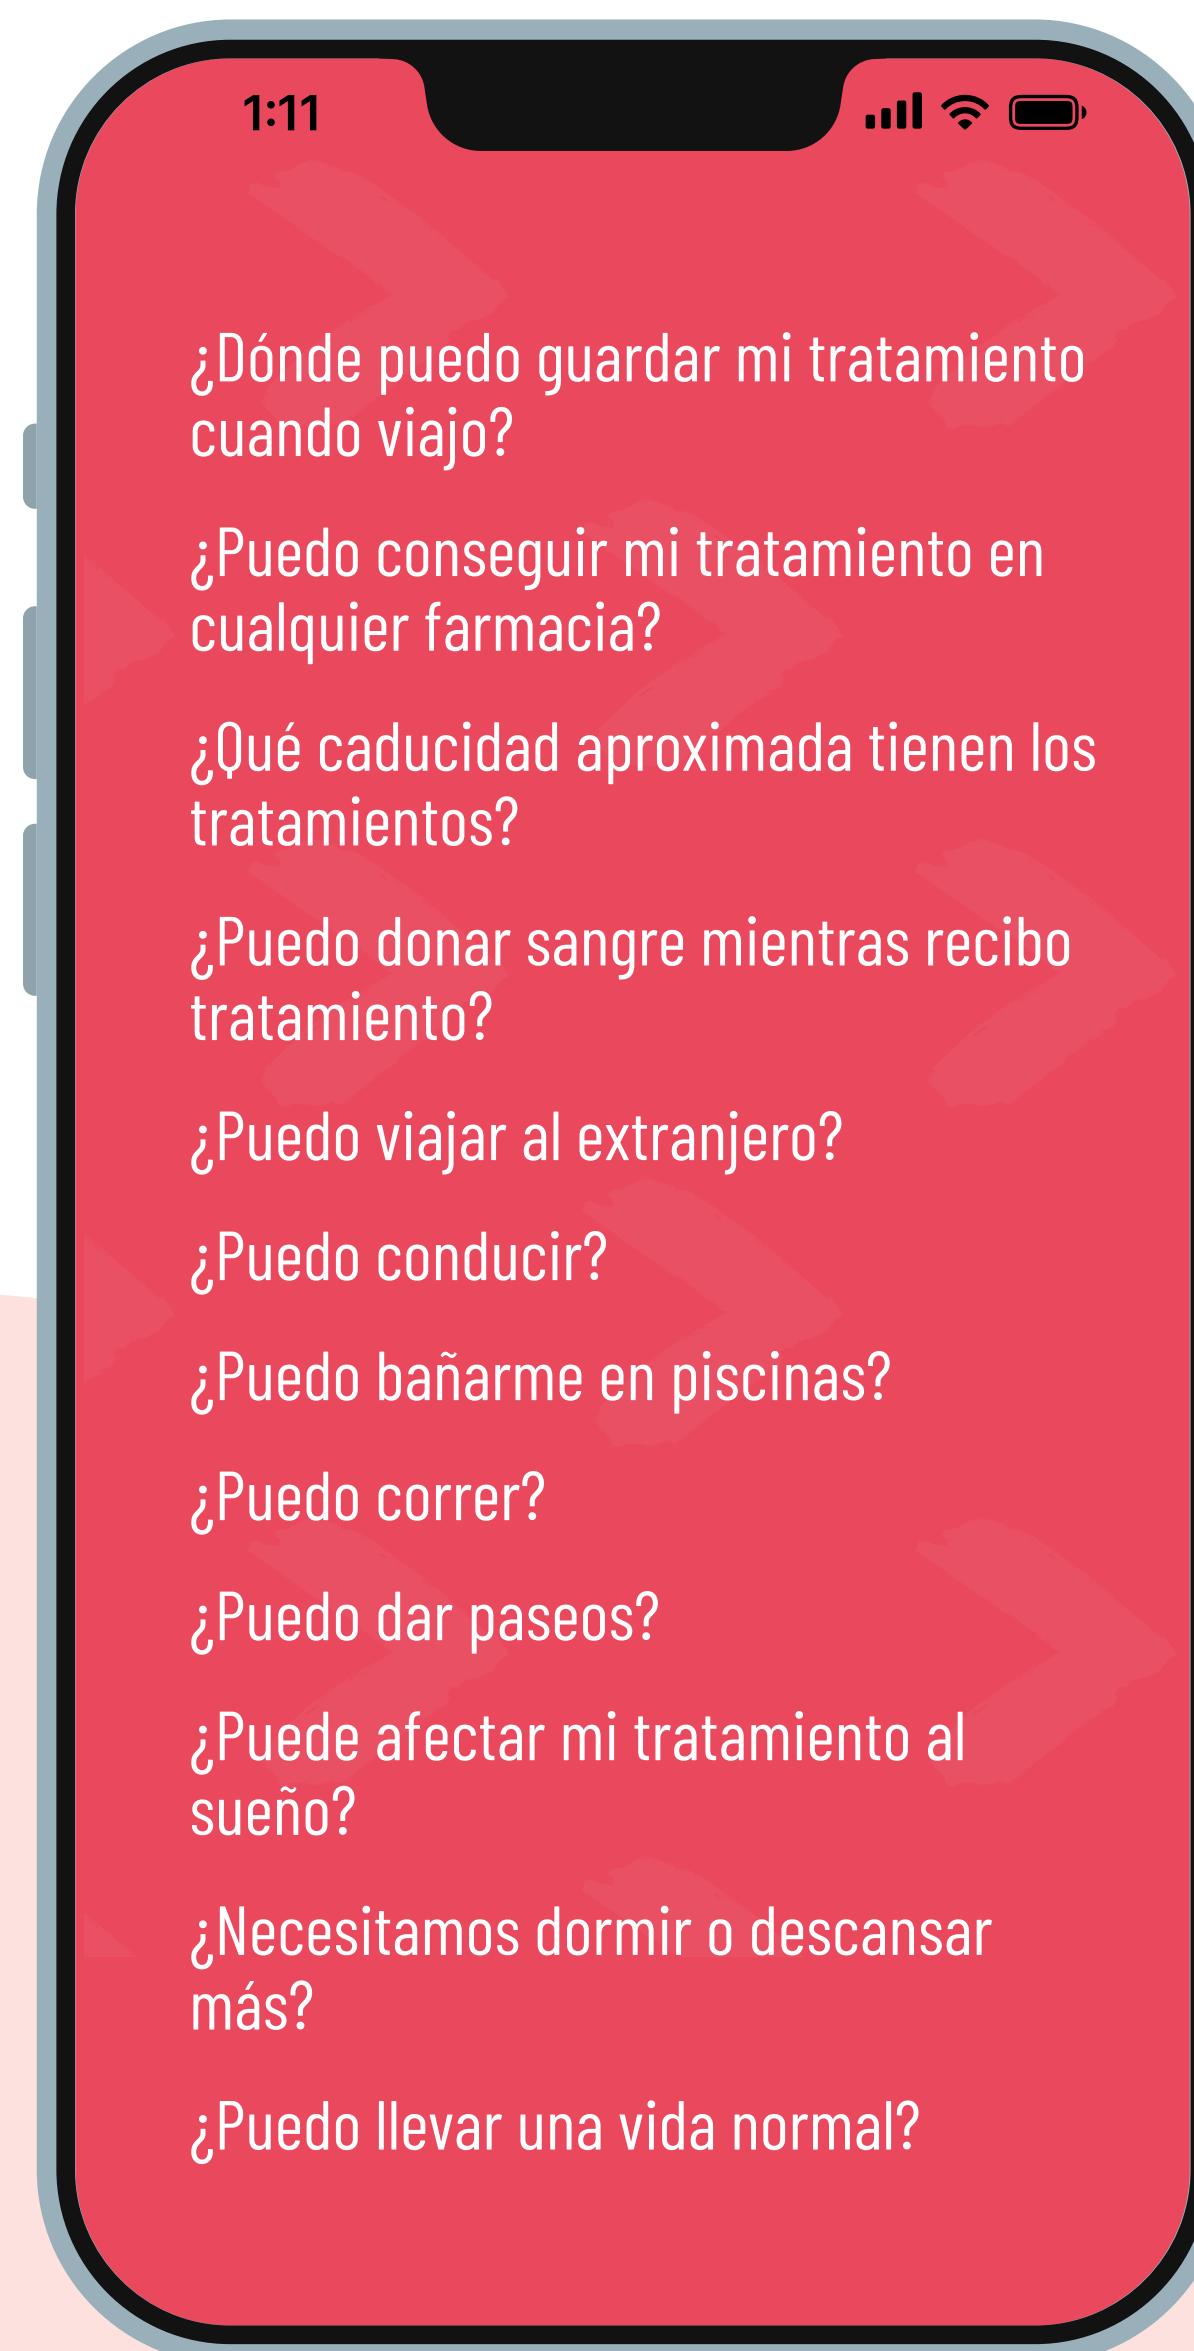 1:11
¿Dónde puedo guardar mi tratamiento
cuando viajo?
¿Puedo conseguir mi tratamiento en
cualquier farmacia?
¿Qué caducidad aproximada tienen los
tratamientos?
¿Puedo donar sangre mientras recibo
tratamiento?
¿Puedo viajar al extranjero?
¿Puedo conducir?
¿Puedo bañarme en piscinas?
¿Puedo correr?
¿Puedo dar paseos?
¿Puede afectar mi tratamiento al
sueño?
¿Necesitamos dormir o descansar
más?
¿Puedo llevar una vida normal?